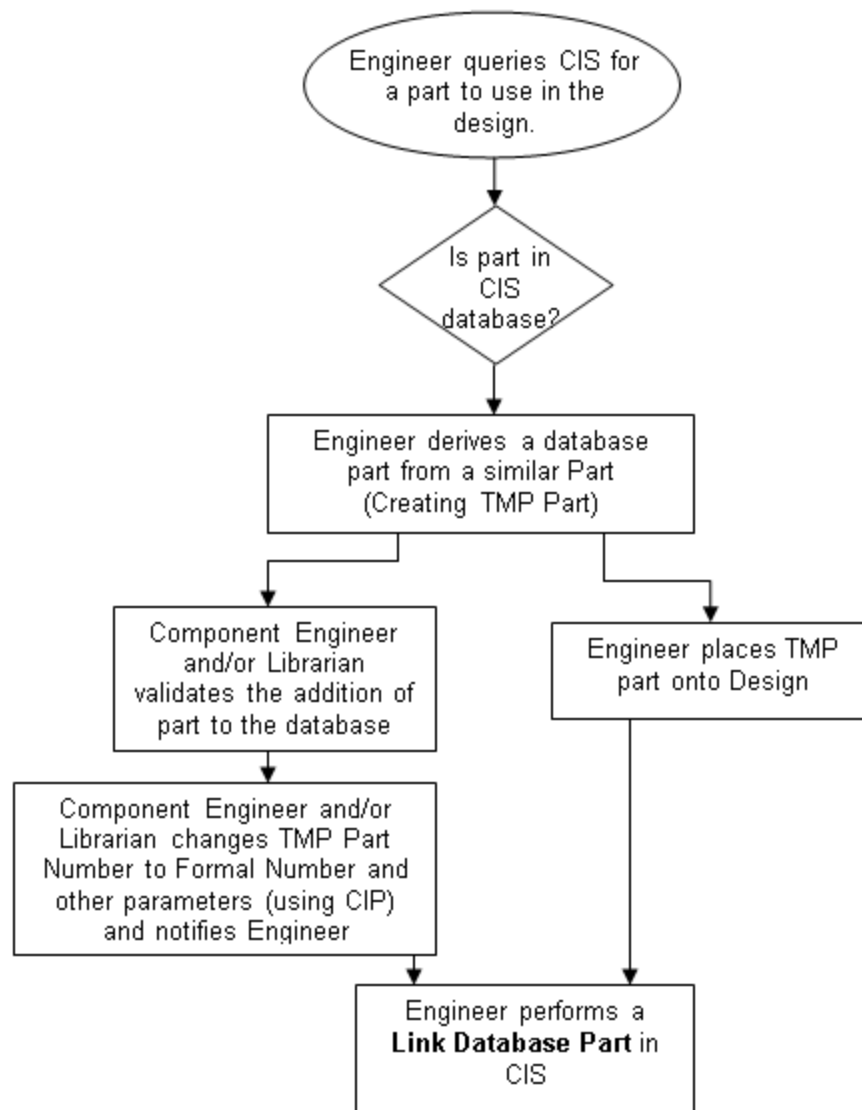 Engineer queries CIS for
a part to use in the
design.
Is part in
CIS
database?
Engineer derives a database
part from a similar Part
(Creating TMP Part)
Component Engineer
and/or Librarian
validates the addition of
part to the database
Engineer places TMP
part onto Design
Component Engineer and/or
Librarian changes TMP Part
Number to Formal Number and
other parameters (using CIP)
and notifies Engineer
Engineer performs a
Link Database Part in
CIS